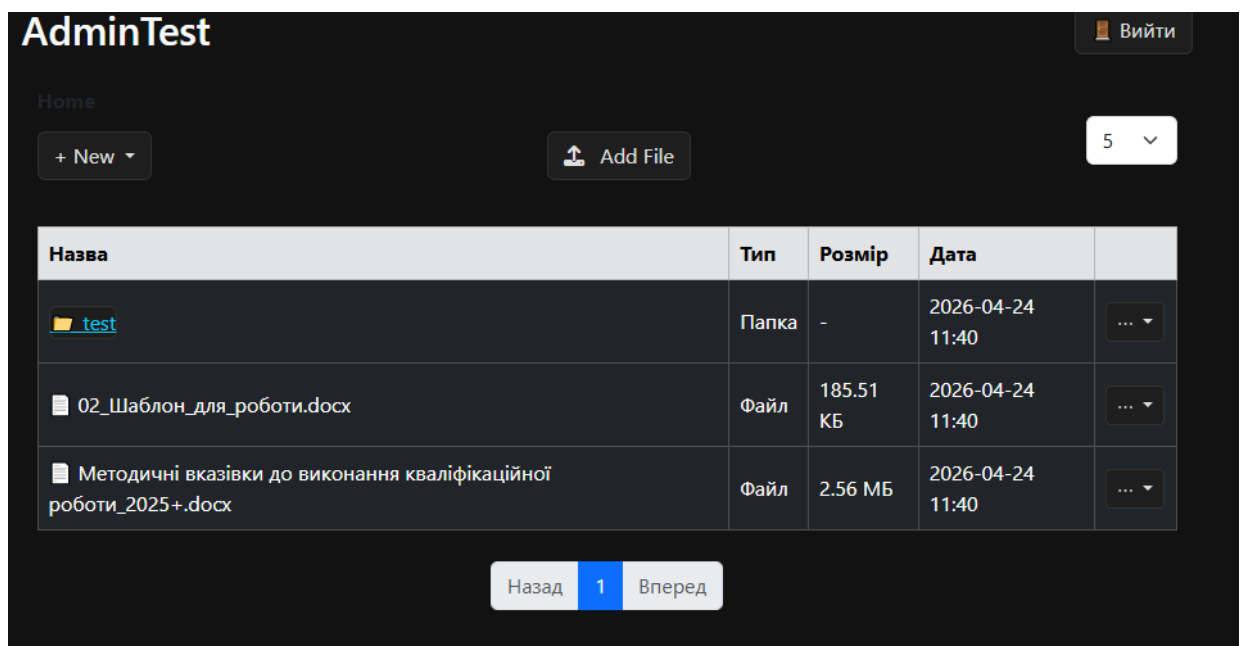 AdminTest
Вийти
Home
+ New
Add File
5
Назва Тип Розмір Дата
test Папка - 2026-04-24
11:40 ...
02_Шаблон_для_роботи.docx Файл 185.51
КБ 2026-04-24
11:40 ...
Методичні вказівки до виконання кваліфікаційної
роботи_2025+.docx Файл 2.56 МБ 2026-04-24
11:40 ...
Назад 1 Вперед